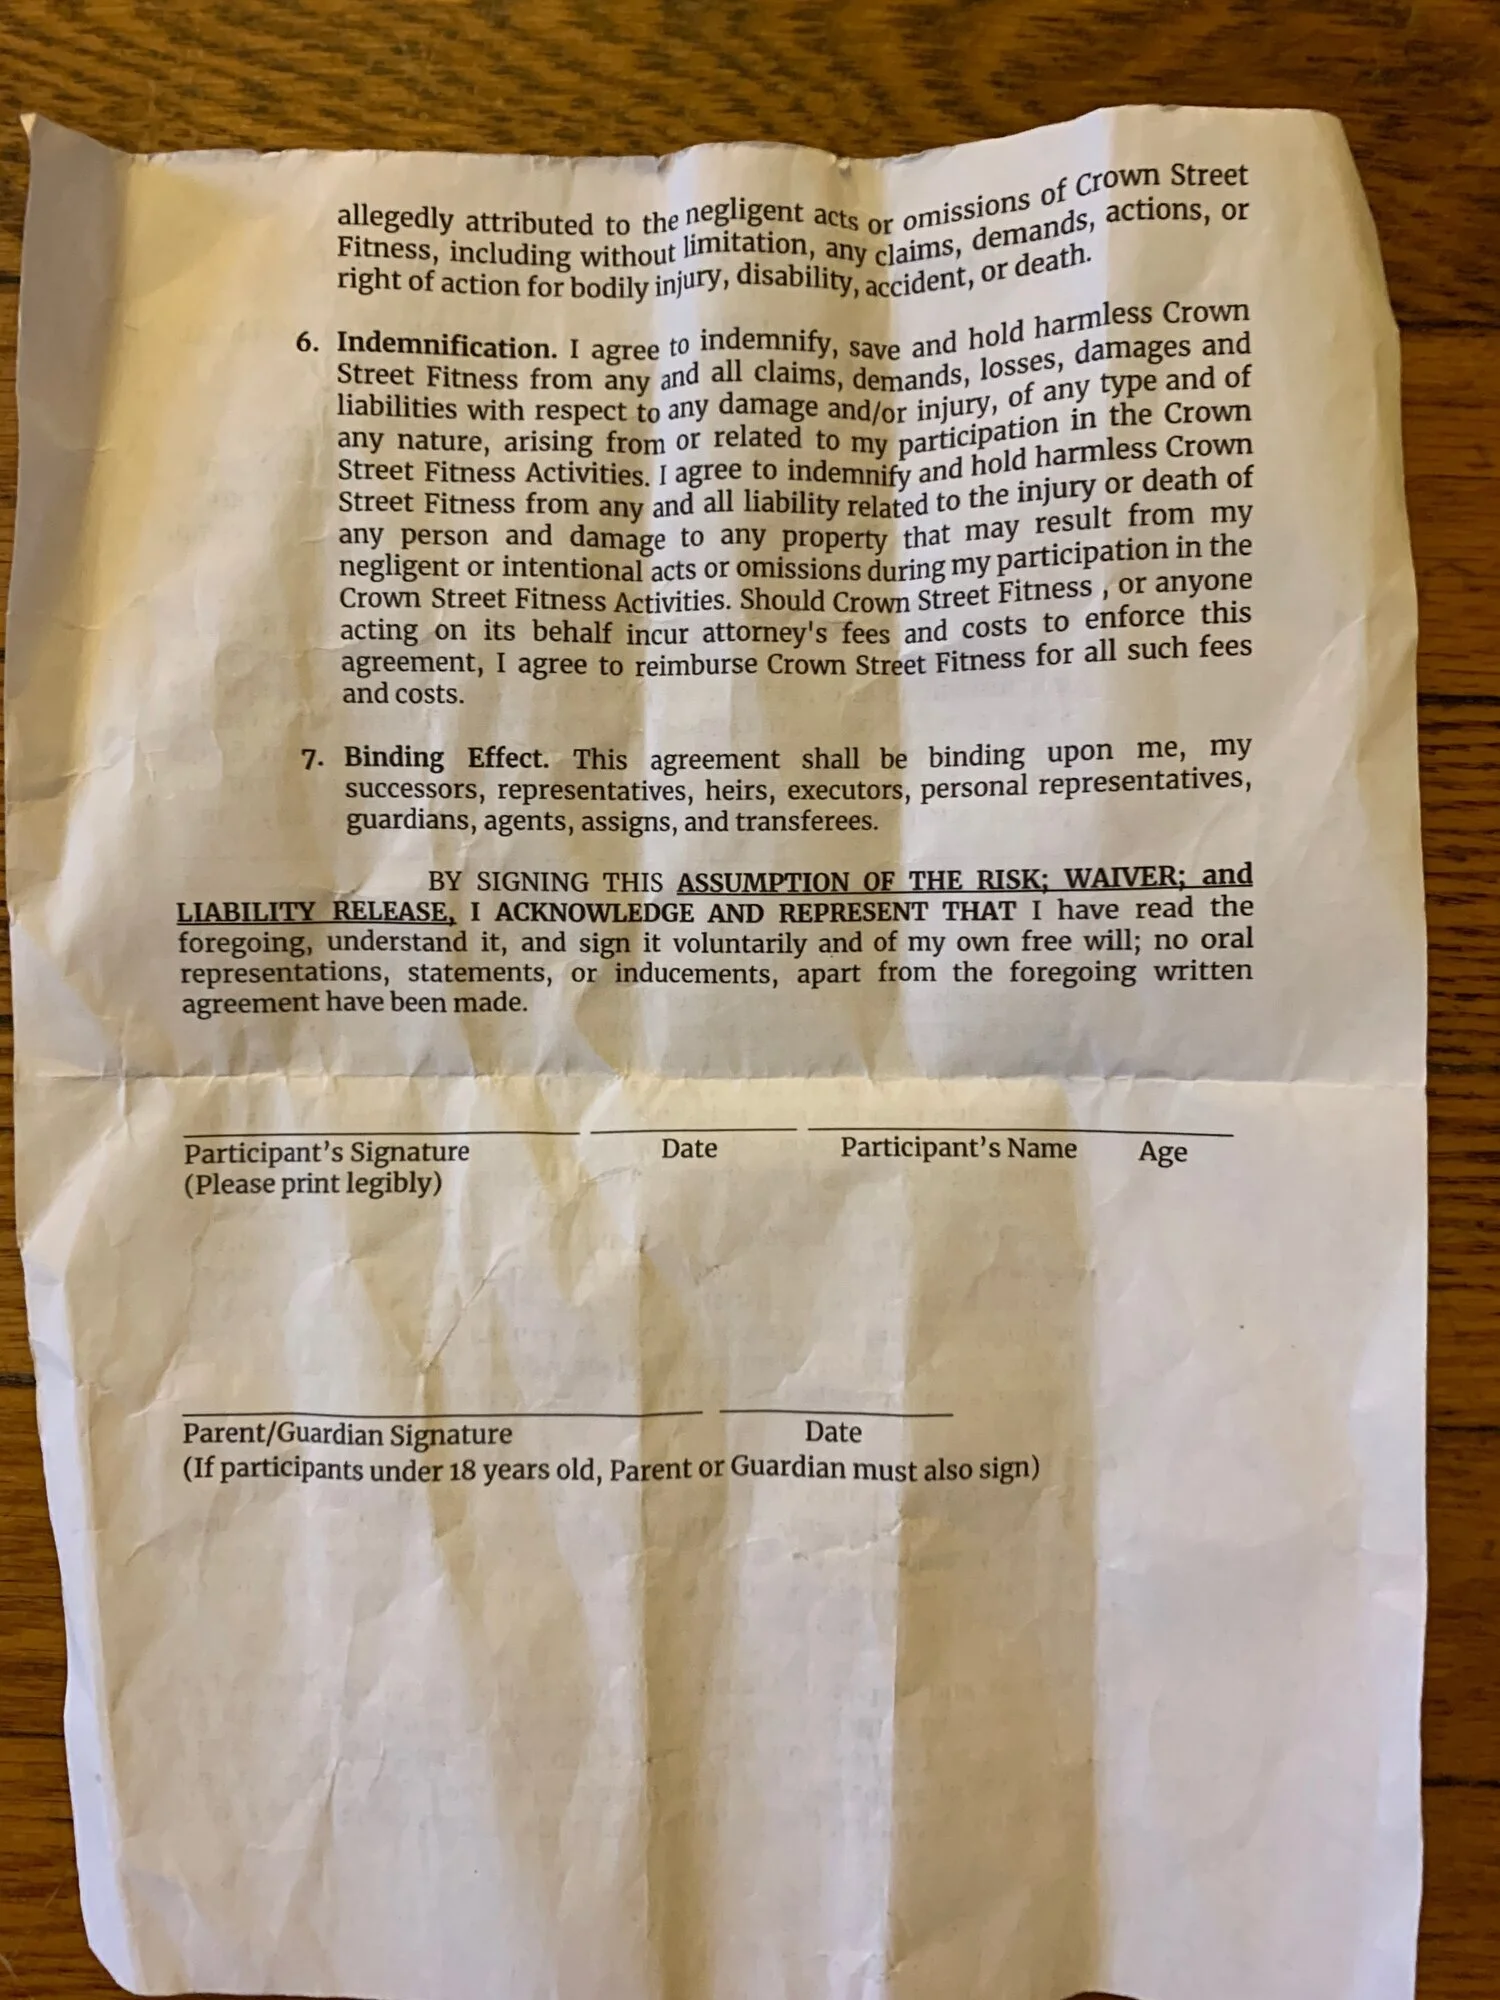 allegedly attributed to the negligent acts or omissions of Crown Street
Fitness, including without limitation, any claims, demands, actions, or
right of action for bodily injury, disability, accident, or death.
6. Indemnification. I agree to indemnify, save and hold harmless Crown
Street Fitness from any and all claims, demands, losses, damages and
liabilities with respect to any damage and/or injury, of any type and of
any nature, arising from or related to my participation in the Crown
Street Fitness Activities. I agree to indemnify and hold harmless Crown
Street Fitness from any and all liability related to the injury or death of
any person and damage to any property that may result from my
negligent or intentional acts or omissions during my participation in the
Crown Street Fitness Activities. Should Crown Street Fitness , or anyone
acting on its behalf incur attorney's fees and costs to enforce this
agreement, I agree to reimburse Crown Street Fitness for all such fees
and costs.
7. Binding Effect. This agreement shall be binding upon me, my
successors, representatives, heirs, executors, personal representatives,
guardians, agents, assigns, and transferees.
BY SIGNING THIS ASSUMPTION OF THE RISK; WAIVER; and
LIABILITY RELEASE, I ACKNOWLEDGE AND REPRESENT THAT I have read the
foregoing, understand it, and sign it voluntarily and of my own free will; no oral
representations, statements, or inducements, apart from the foregoing written
agreement have been made.
Participant’s Signature Date Participant’s Name Age
(Please print legibly)
Parent/Guardian Signature Date
(If participants under 18 years old, Parent or Guardian must also sign)